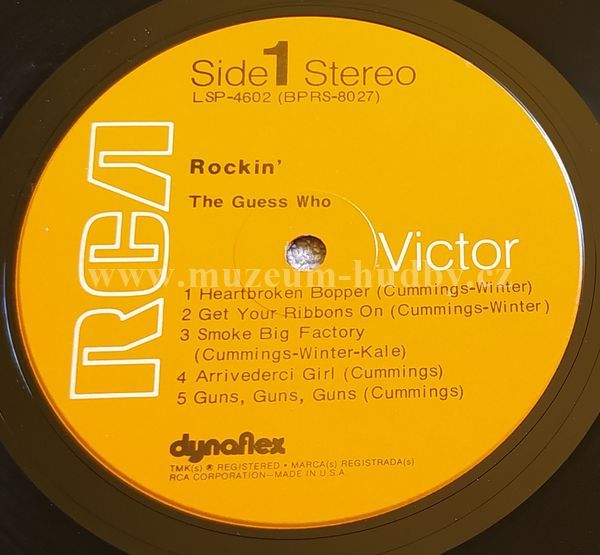 Side 1 Stereo
LSP-4602 (BPRS-8027)
RCA
Rockin'
The Guess Who
Victor
www.muzeum-hudby.cz
1 Heartbroken Bopper (Cummings-Winter)
2 Get Your Ribbons On (Cummings-Winter)
3 Smoke Big Factory
(Cummings-Winter-Kale)
4 Arrivederci Girl (Cummings)
5 Guns, Guns, Guns (Cummings)
dynaflex
TMK(s) ® REGISTERED • MARCA(s) REGISTRADA(s)
RCA CORPORATION—MADE IN U.S.A.